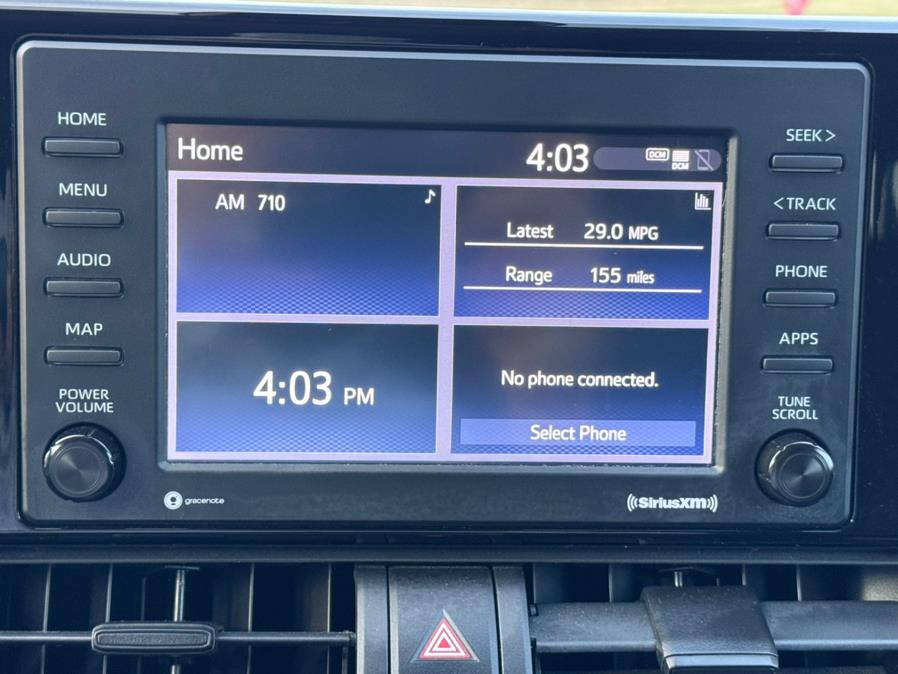 HOME
MENU
AUDIO
MAP
POWER
VOLUME
Home 4:03 DCM DCM
AM 710
Latest 29.0 MPG
Range 155 miles
4:03 PM
No phone connected.
Select Phone
SEEK >
< TRACK
PHONE
APPS
TUNE
SCROLL
gracenote
SiriusXM